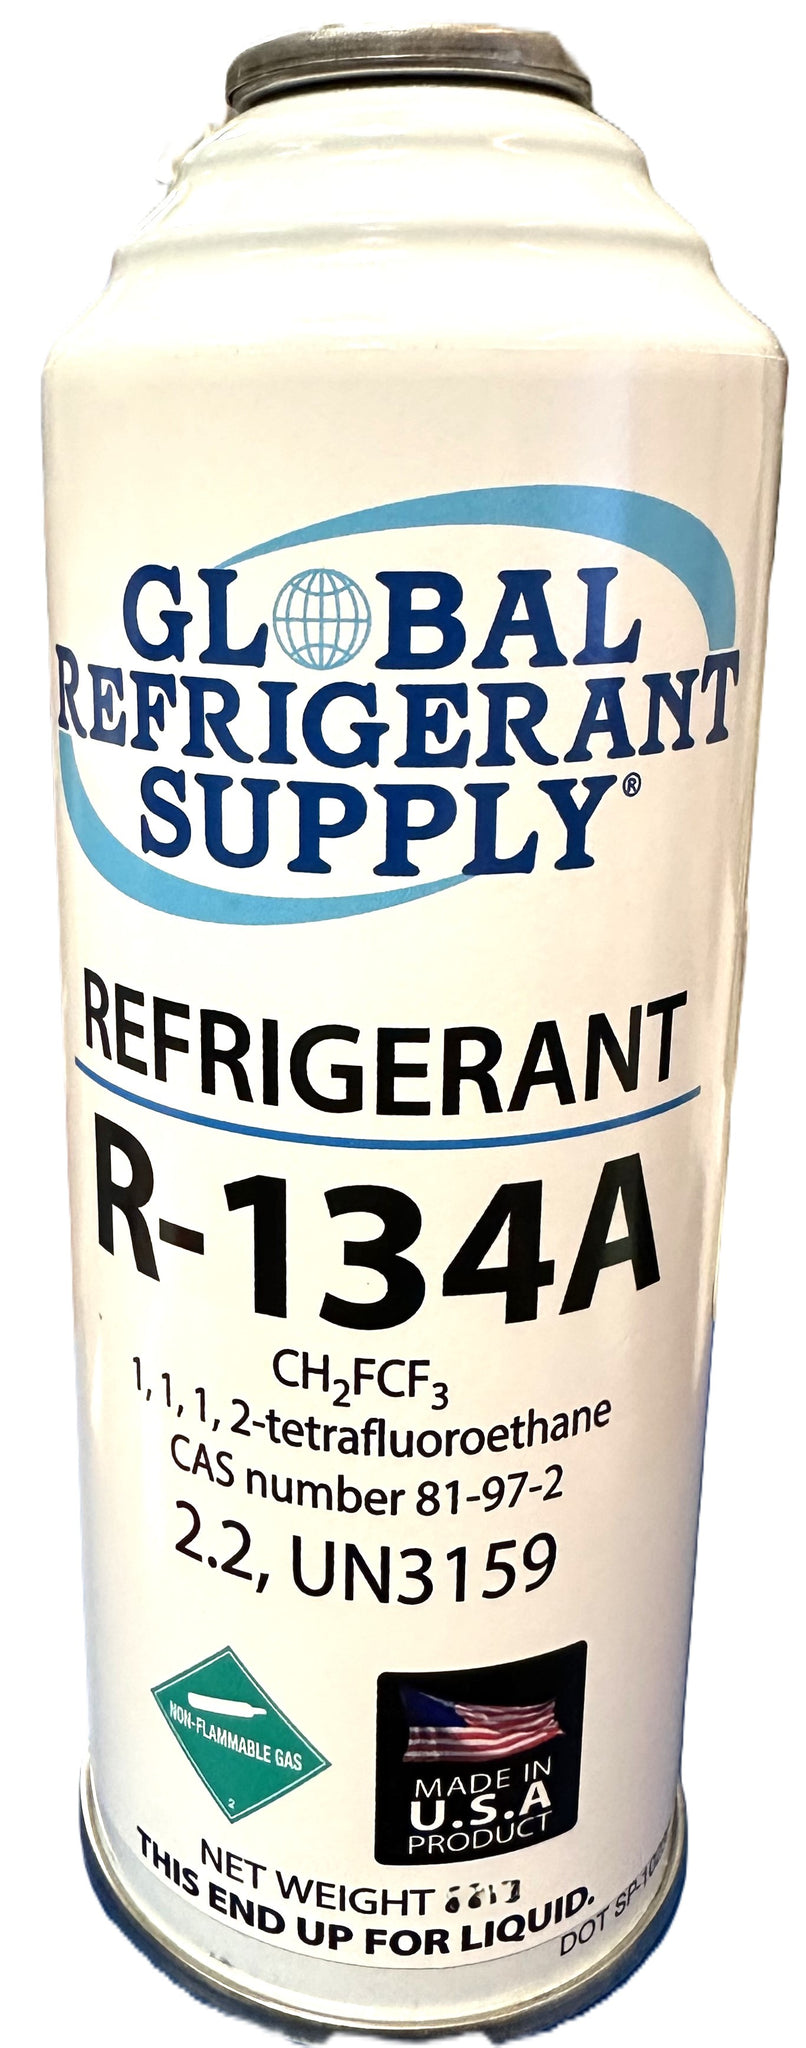 GLOBAL
REFRIGERANT
SUPPLY®
REFRIGERANT
R-134A
CH₂FCF₃
1, 1, 1, 2-tetrafluoroethane
CAS number 81-97-2
2.2, UN3159
NON-FLAMMABLE GAS
2
MADE IN
U.S.A
PRODUCT
NET WEIGHT
THIS END UP FOR LIQUID.
DOT